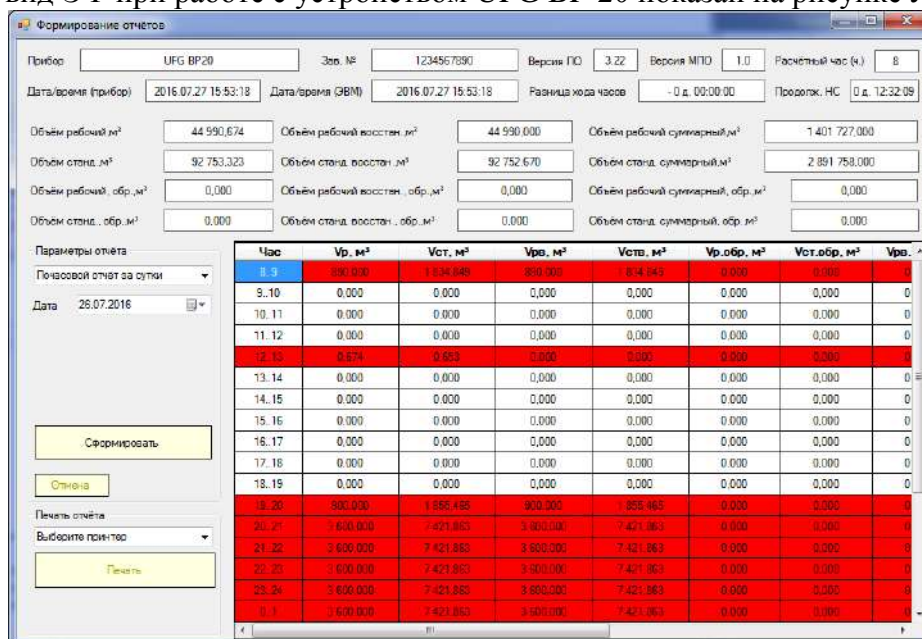 вид ЭФ при работе с устройством UFG BP 20 показан на рисунке
Формирование отчётов
Прибор UFG BP20 Зав. № 1234567890 Версия ПО 3.22 Версия МПО 1.0 Расчётный час (ч.) 8
Дата/время (прибор) 2016.07.27 15:53:18 Дата/время (ЭВМ) 2016.07.27 15:53:18 Разница хода часов - 0 д. 00:00:00 Продолж. НС 0 д. 12:32:09
Объём рабочий,м³ 44 990,674 Объём рабочий восстан.,м³ 44 990,000 Объём рабочий суммарный,м³ 1 401 727,000
Объём станд.,м³ 92 753,323 Объём станд. восстан.,м³ 92 752,670 Объём станд. суммарный,м³ 2 891 758,000
Объём рабочий, обр.,м³ 0,000 Объём рабочий восстан., обр.,м³ 0,000 Объём рабочий суммарный, обр.,м³ 0,000
Объём станд., обр.,м³ 0,000 Объём станд. восстан., обр.,м³ 0,000 Объём станд. суммарный, обр.,м³ 0,000
Параметры отчёта
Почасовой отчёт за сутки
Дата 26.07.2016
Сформировать
Отмена
Печать отчёта
Выберите принтер
Печать
Час Vр, м³ Vст, м³ Vрв, м³ Vств, м³ Vр.обр, м³ Vст.обр, м³ Vрв.
8..9 890,000 890,000 0,000 0,000 0
9..10 0,000 0,000 0,000 0,000 0,000 0,000 0
10..11 0,000 0,000 0,000 0,000 0,000 0,000 0
11..12 0,000 0,000 0,000 0,000 0,000 0,000 0
12..13 0,674 0,653 0,000 0,000 0,000 0,000 0
13..14 0,000 0,000 0,000 0,000 0,000 0,000 0
14..15 0,000 0,000 0,000 0,000 0,000 0,000 0
15..16 0,000 0,000 0,000 0,000 0,000 0,000 0
16..17 0,000 0,000 0,000 0,000 0,000 0,000 0
17..18 0,000 0,000 0,000 0,000 0,000 0,000 0
18..19 0,000 0,000 0,000 0,000 0,000 0,000 0
19..20 900,000 1 855,465 900,000 1 855,465 0,000 0,000 0
20..21 3 600,000 7 421,863 3 600,000 7 421,863 0,000 0,000 0
21..22 3 600,000 7 421,863 3 600,000 7 421,863 0,000 0,000 0
22..23 3 600,000 7 421,863 3 600,000 7 421,863 0,000 0,000 0
23..24 3 600,000 7 421,863 3 600,000 7 421,863 0,000 0,000 0
0..1 3 600,000 7 421,863 3 600,000 7 421,863 0,000 0,000 0